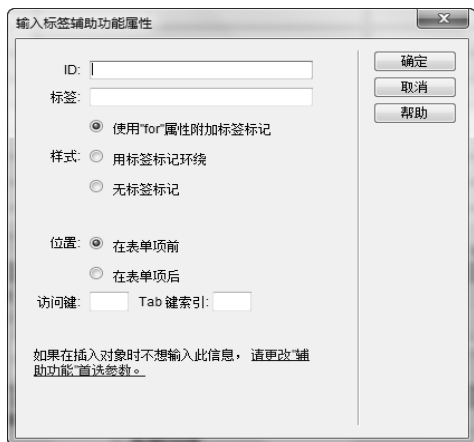 输入标签辅助功能属性
ID:
标签:
使用"for"属性附加标签标记
样式: 用标签标记环绕
无标签标记
位置: 在表单项前
在表单项后
访问键: Tab 键索引:
如果在插入对象时不想输入此信息，请更改"辅
助功能"首选参数。
确定
取消
帮助